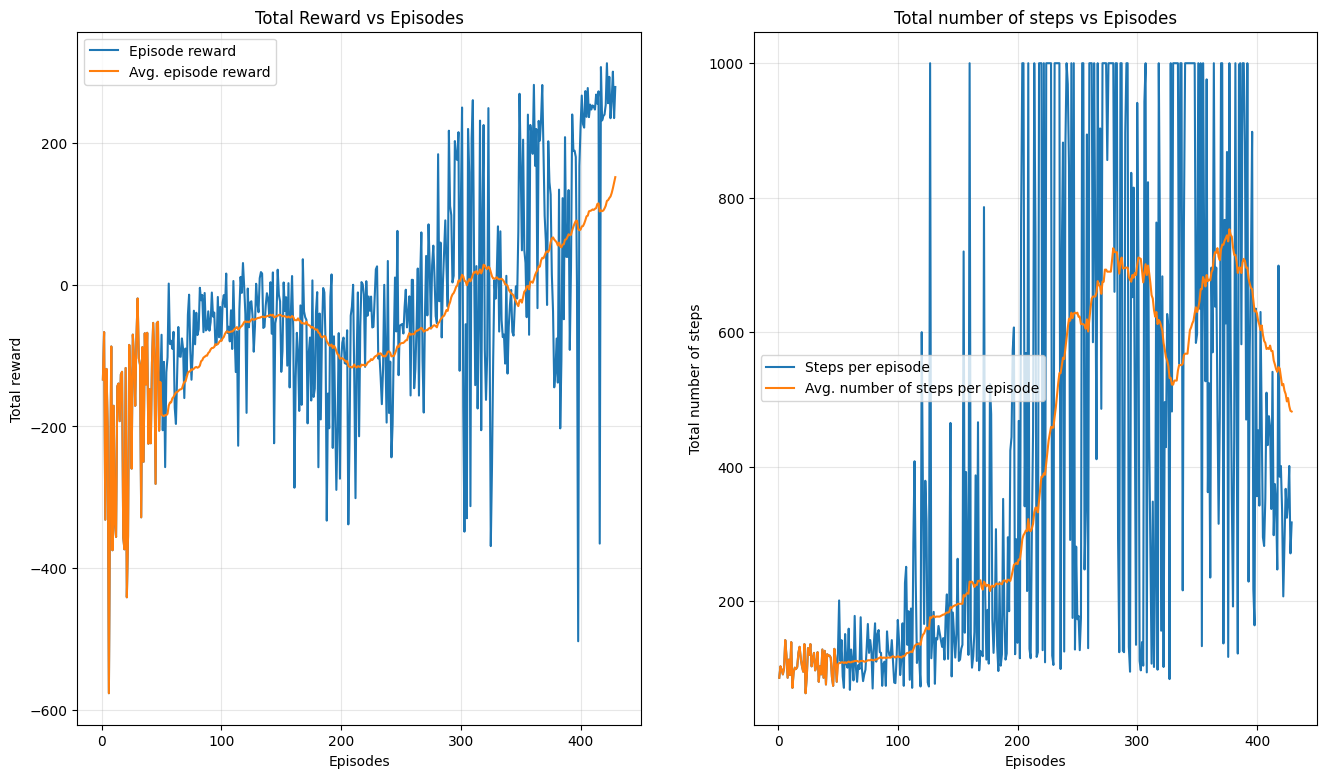 Total Reward vs Episodes
Episode reward
Avg. episode reward
Total reward
200
0
−200
−400
−600
0
100
200
300
400
Episodes
Total number of steps vs Episodes
Steps per episode
Avg. number of steps per episode
Total number of steps
1000
800
600
400
200
0
100
200
300
400
Episodes